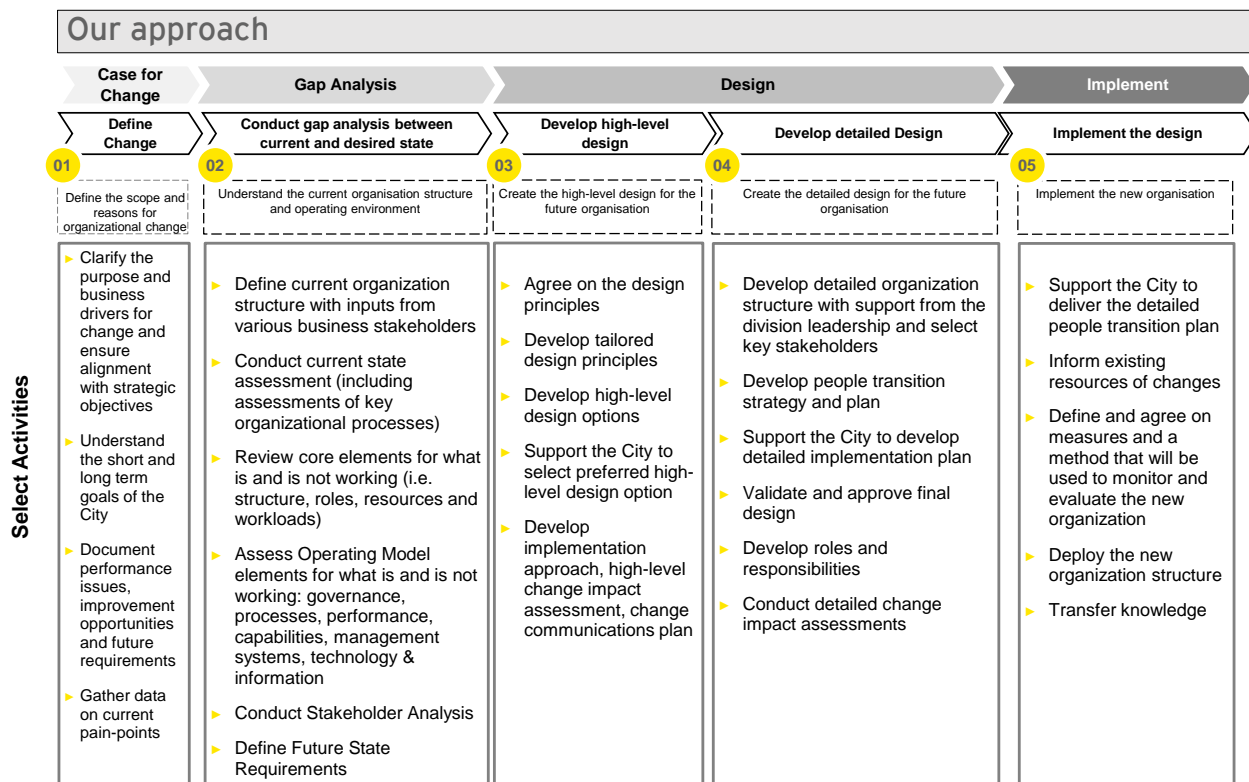 Our approach
Case for
Change
Gap Analysis
Design
Implement
Define
Change
Conduct gap analysis between
current and desired state
Develop high-level
design
Develop detailed Design
Implement the design
01
02
03
04
05
Define the scope and
reasons for
organizational change
Understand the current organisation structure
and operating environment
Create the high-level design for the
future organisation
Create the detailed design for the future
organisation
Implement the new organisation
Select Activities
► Clarify the
purpose and
business
drivers for
change and
ensure
alignment
with strategic
objectives
► Understand
the short and
long term
goals of the
City
► Document
performance
issues,
improvement
opportunities
and future
requirements
► Gather data
on current
pain-points
► Define current organization
structure with inputs from
various business stakeholders
► Conduct current state
assessment (including
assessments of key
organizational processes)
► Review core elements for what
is and is not working (i.e.
structure, roles, resources and
workloads)
► Assess Operating Model
elements for what is and is not
working: governance,
processes, performance,
capabilities, management
systems, technology &
information
► Conduct Stakeholder Analysis
► Define Future State
Requirements
► Agree on the design
principles
► Develop tailored
design principles
► Develop high-level
design options
► Support the City to
select preferred high-
level design option
► Develop
implementation
approach, high-level
change impact
assessment, change
communications plan
► Develop detailed organization
structure with support from the
division leadership and select
key stakeholders
► Develop people transition
strategy and plan
► Support the City to develop
detailed implementation plan
► Validate and approve final
design
► Develop roles and
responsibilities
► Conduct detailed change
impact assessments
► Support the City to
deliver the detailed
people transition plan
► Inform existing
resources of changes
► Define and agree on
measures and a
method that will be
used to monitor and
evaluate the new
organization
► Deploy the new
organization structure
► Transfer knowledge